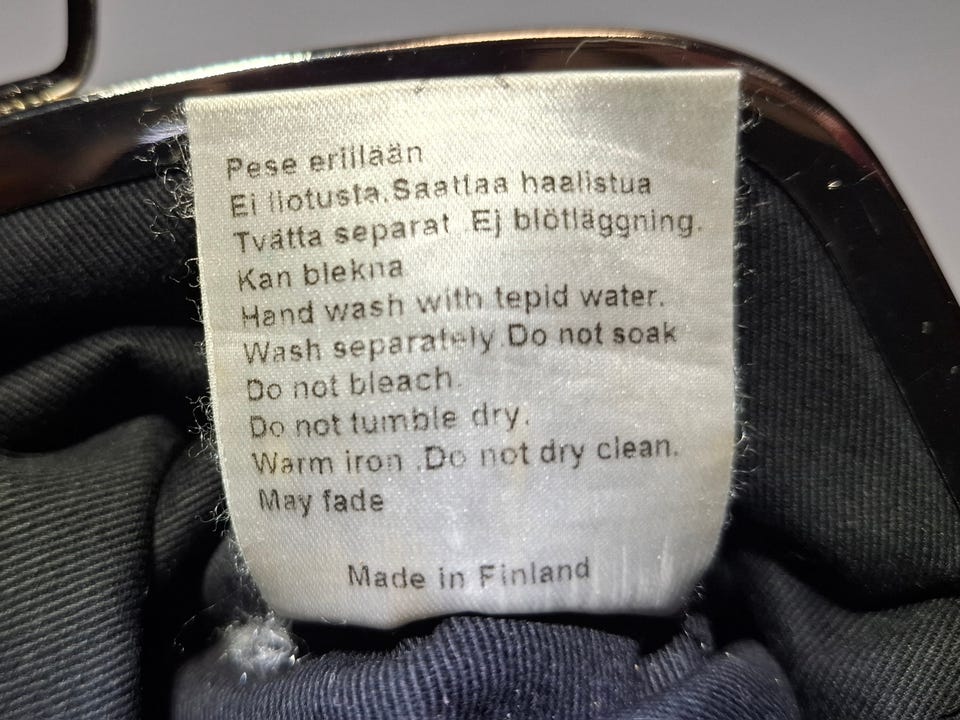 Pese erillään
Ei liotusta.Saattaa haalistua
Tvätta separat .Ej blötläggning.
Kan blekna
Hand wash with tepid water.
Wash separately.Do not soak
Do not bleach.
Do not tumble dry.
Warm iron .Do not dry clean.
May fade
Made in Finland